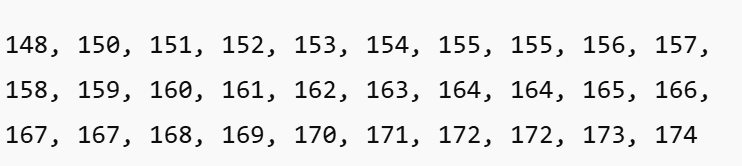 148, 150, 151, 152, 153, 154, 155, 155, 156, 157,
158, 159, 160, 161, 162, 163, 164, 164, 165, 166,
167, 167, 168, 169, 170, 171, 172, 172, 173, 174